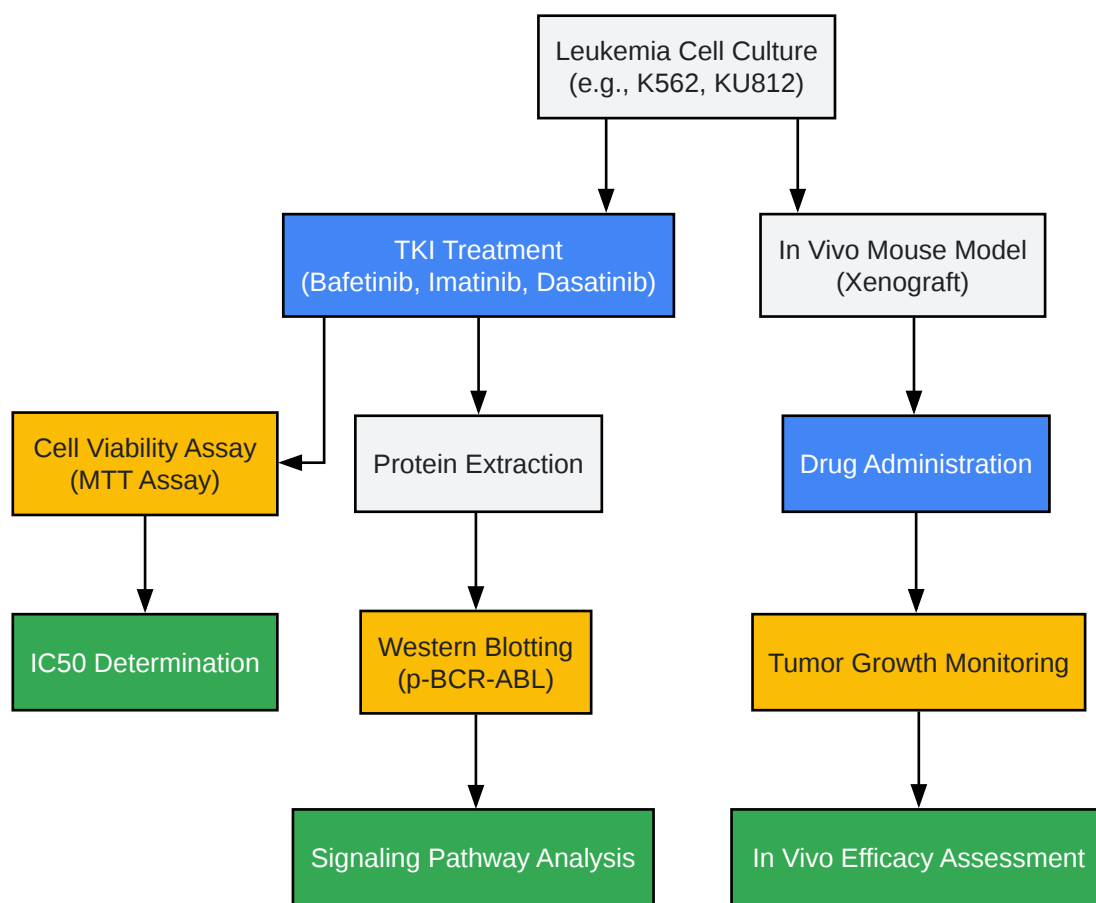 Leukemia Cell Culture
(e.g., K562, KU812)
TKI Treatment
(Bafetinib, Imatinib, Dasatinib)
In Vivo Mouse Model
(Xenograft)
Cell Viability Assay
(MTT Assay)
Protein Extraction
Drug Administration
IC50 Determination
Western Blotting
(p-BCR-ABL)
Tumor Growth Monitoring
Signaling Pathway Analysis
In Vivo Efficacy Assessment